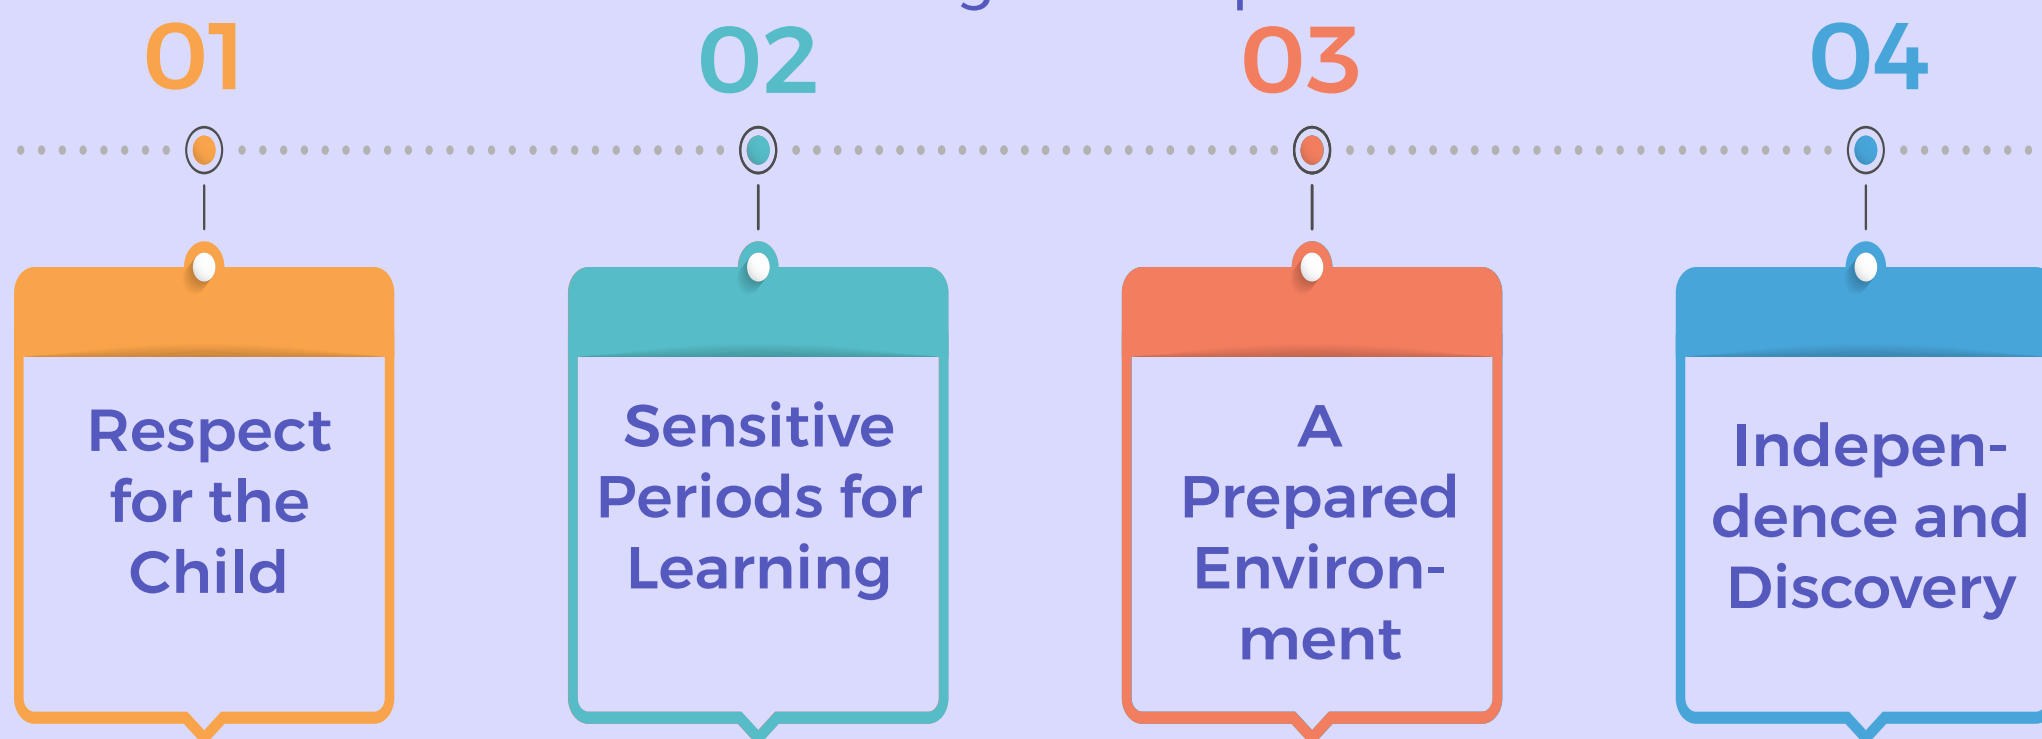 01
02
03
04
Respect
for the
Child
Sensitive
Periods for
Learning
A
Prepared
Environ-
ment
Indepen-
dence and
Discovery